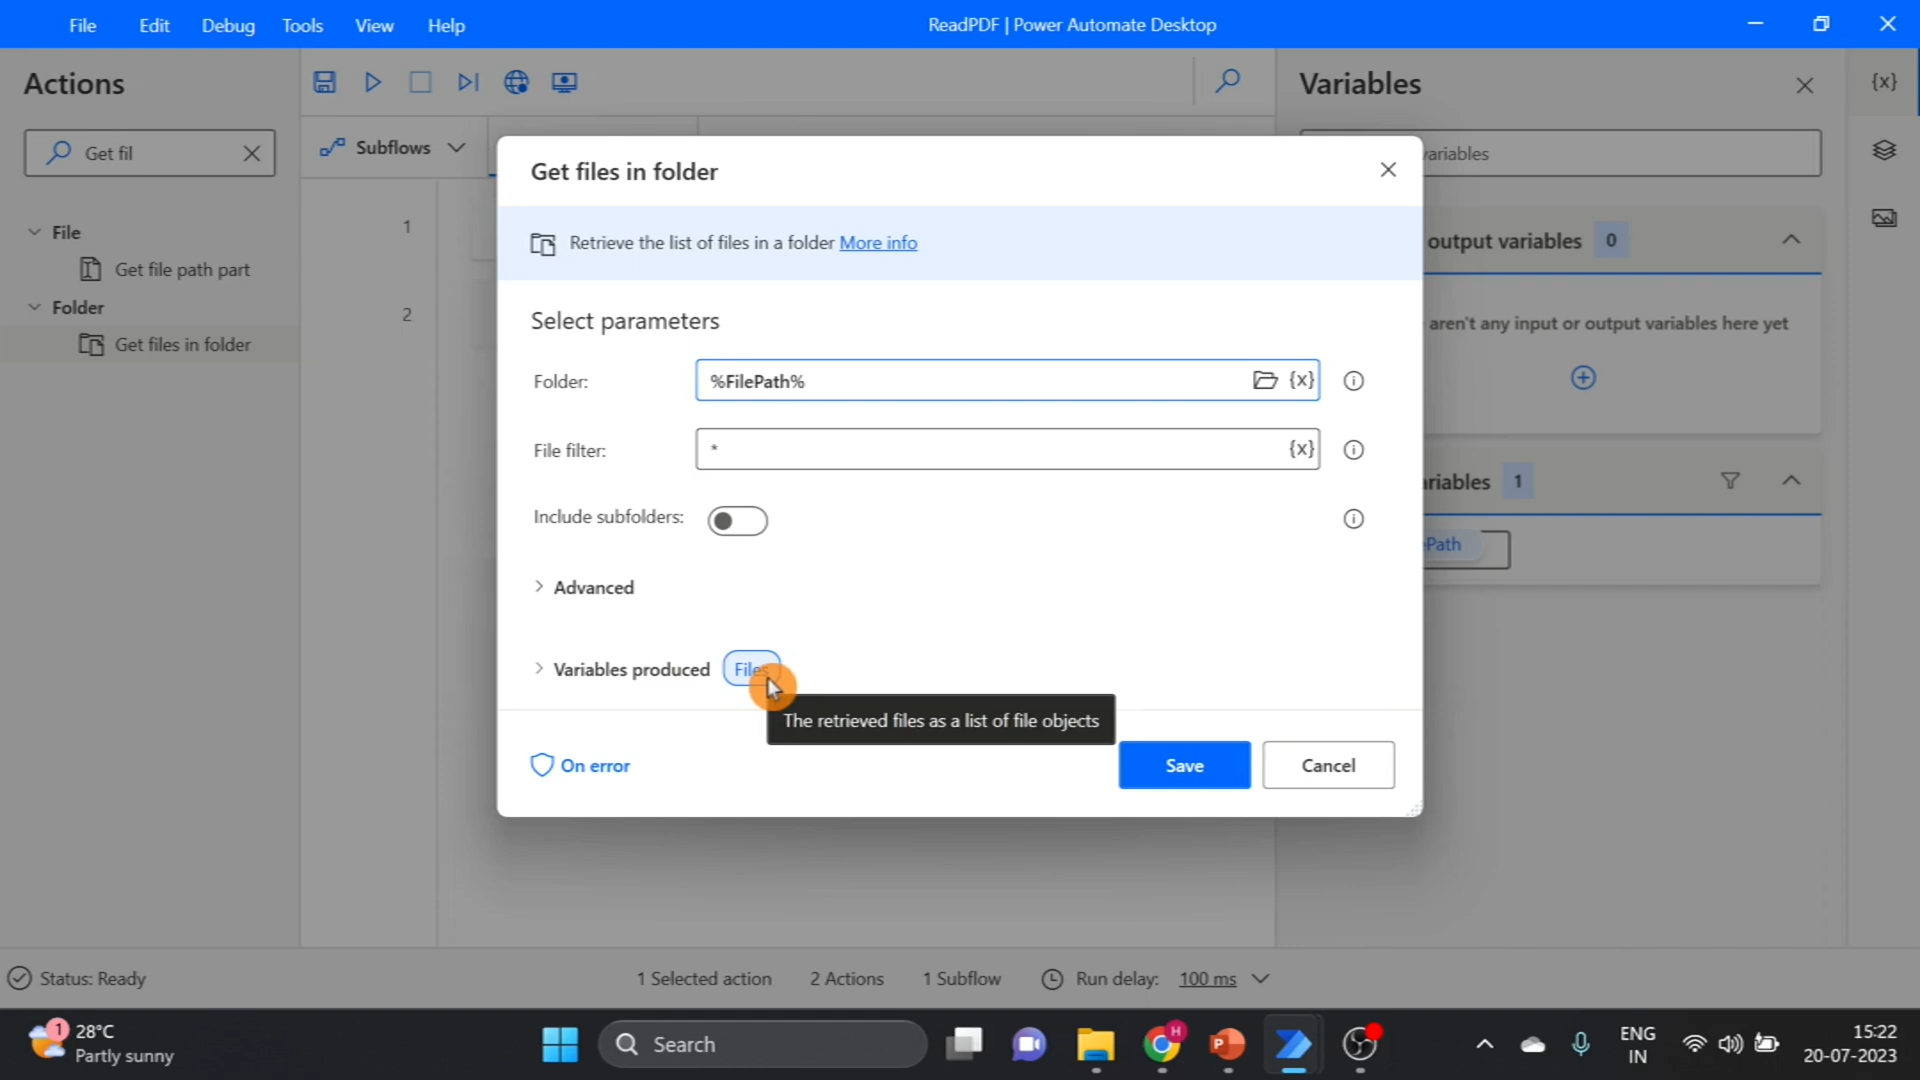 File Edit Debug Tools View Help
ReadPDF | Power Automate Desktop
Actions
Get fil
File
Get file path part
Folder
Get files in folder
Subflows
1
2
Get files in folder
Retrieve the list of files in a folder More info
Select parameters
Folder: %FilePath% {x}
File filter: * {x}
Include subfolders:
Advanced
Variables produced Files
The retrieved files as a list of file objects
On error
Save
Cancel
Variables
{x}
variables
output variables 0
aren't any input or output variables here yet
riables 1
Path
Status: Ready
1 Selected action 2 Actions 1 Subflow Run delay: 100 ms
1 28°C
Partly sunny
Search
H
P
ENG
IN
15:22
20-07-2023